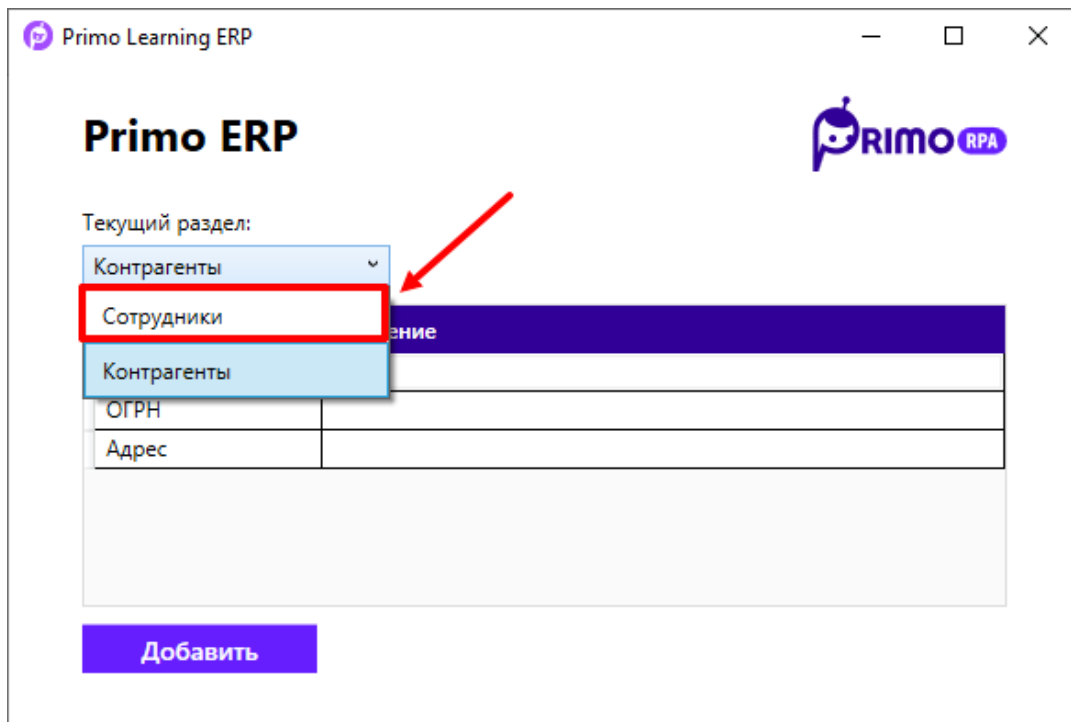 Primo Learning ERP
Primo ERP
PRIMO RPA
Текущий раздел:
Контрагенты
Сотрудники
ение
Контрагенты
ОГРН
Адрес
Добавить